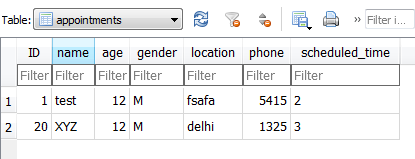 Table: appointments » Filter i...
ID name age gender location phone scheduled_time
Filter Filter Filter Filter Filter Filter Filter
1 1 test 12 M fsafa 5415 2
2 20 XYZ 12 M delhi 1325 3